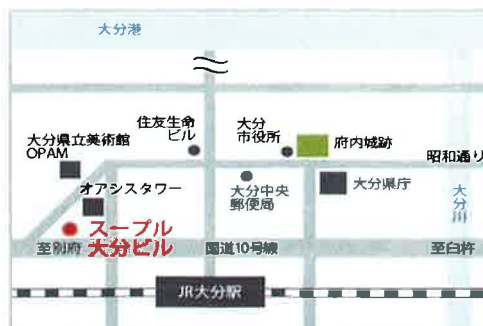 大分港
住友生命
ビル
大分
市役所
府内城跡
大分県立美術館
OPAM
昭和通り
オアシスタワー
大分中央
郵便局
大分県庁
大分川
スープル
大分ビル
至別府
国道10号線
至臼杵
JR大分駅